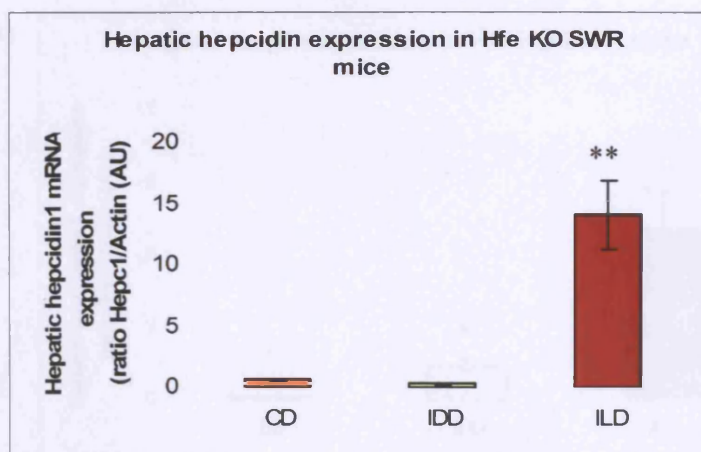 Hepatic hepcidin expression in Hfe KO SWR
mice
Hepatic hepcidin1 mRNA
expression
(ratio Hepc1/Actin (AU)
20
15
10
5
0
**
CD
IDD
ILD